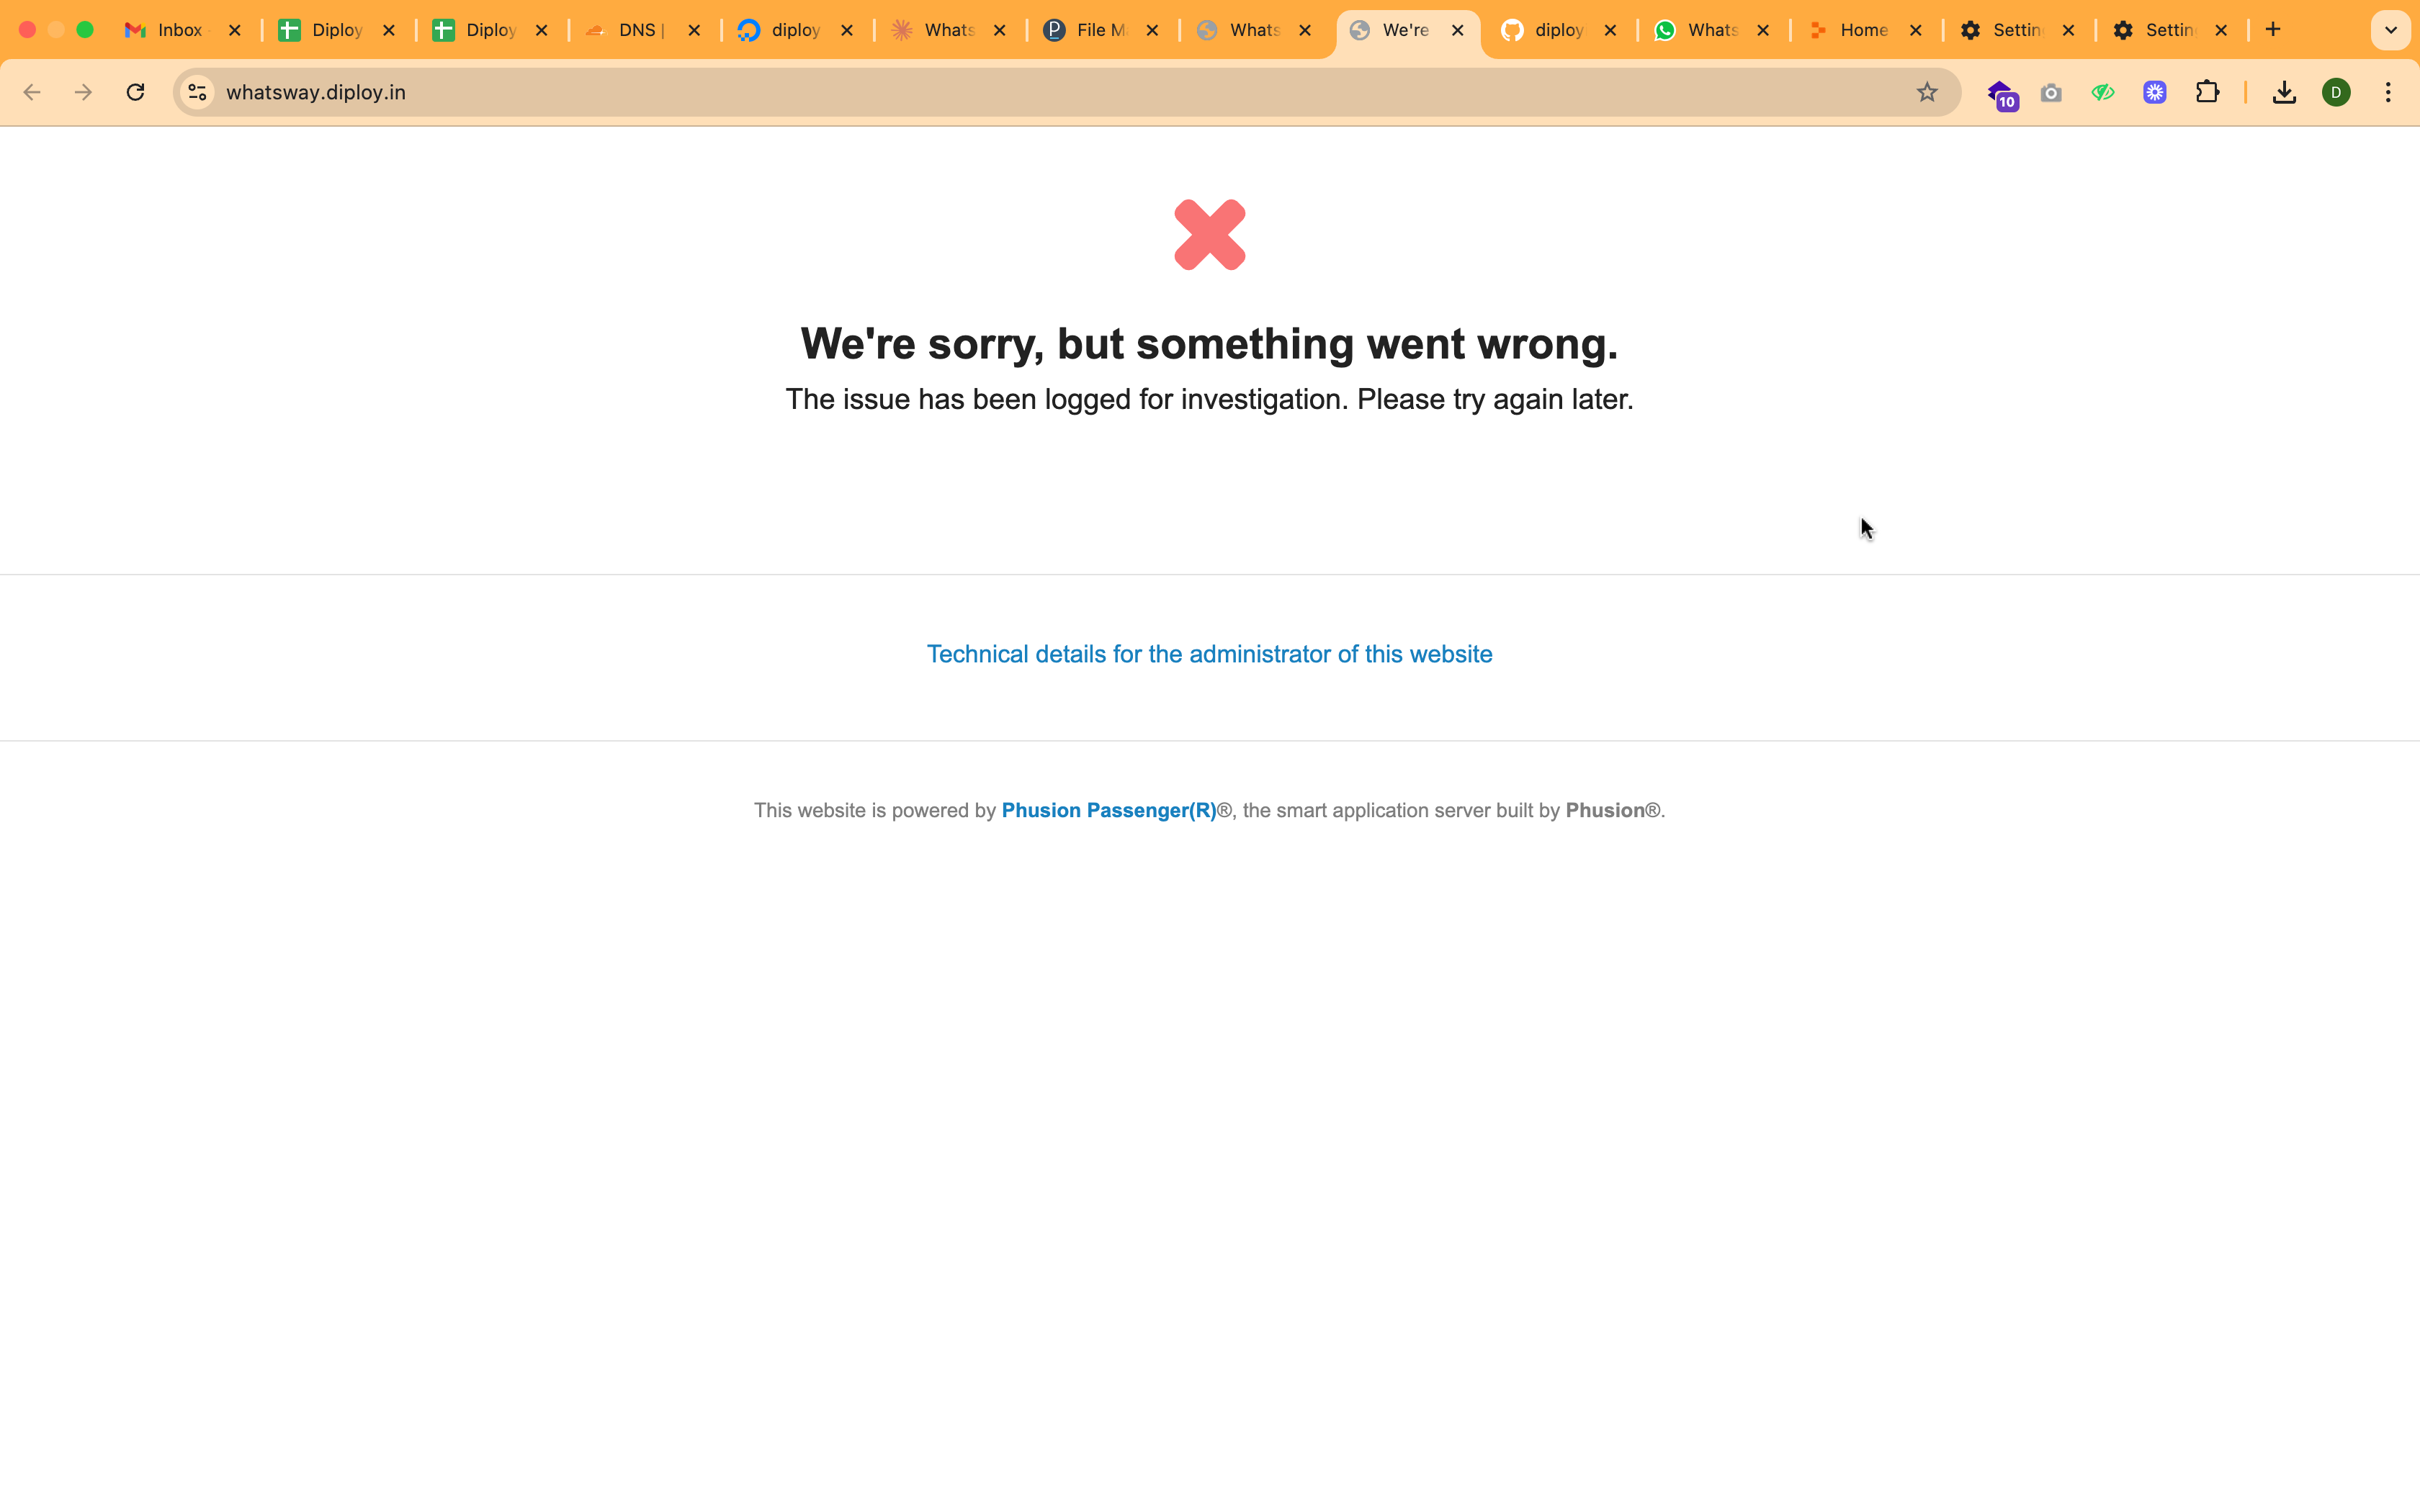 Inbox
Diploy
Diploy
DNS |
diploy
Whats
File M
Whats
We're
diploy
Whats
Home
Settin
Settin
whatsway.diploy.in
10
D
We're sorry, but something went wrong.
The issue has been logged for investigation. Please try again later.
Technical details for the administrator of this website
This website is powered by Phusion Passenger(R)®, the smart application server built by Phusion®.